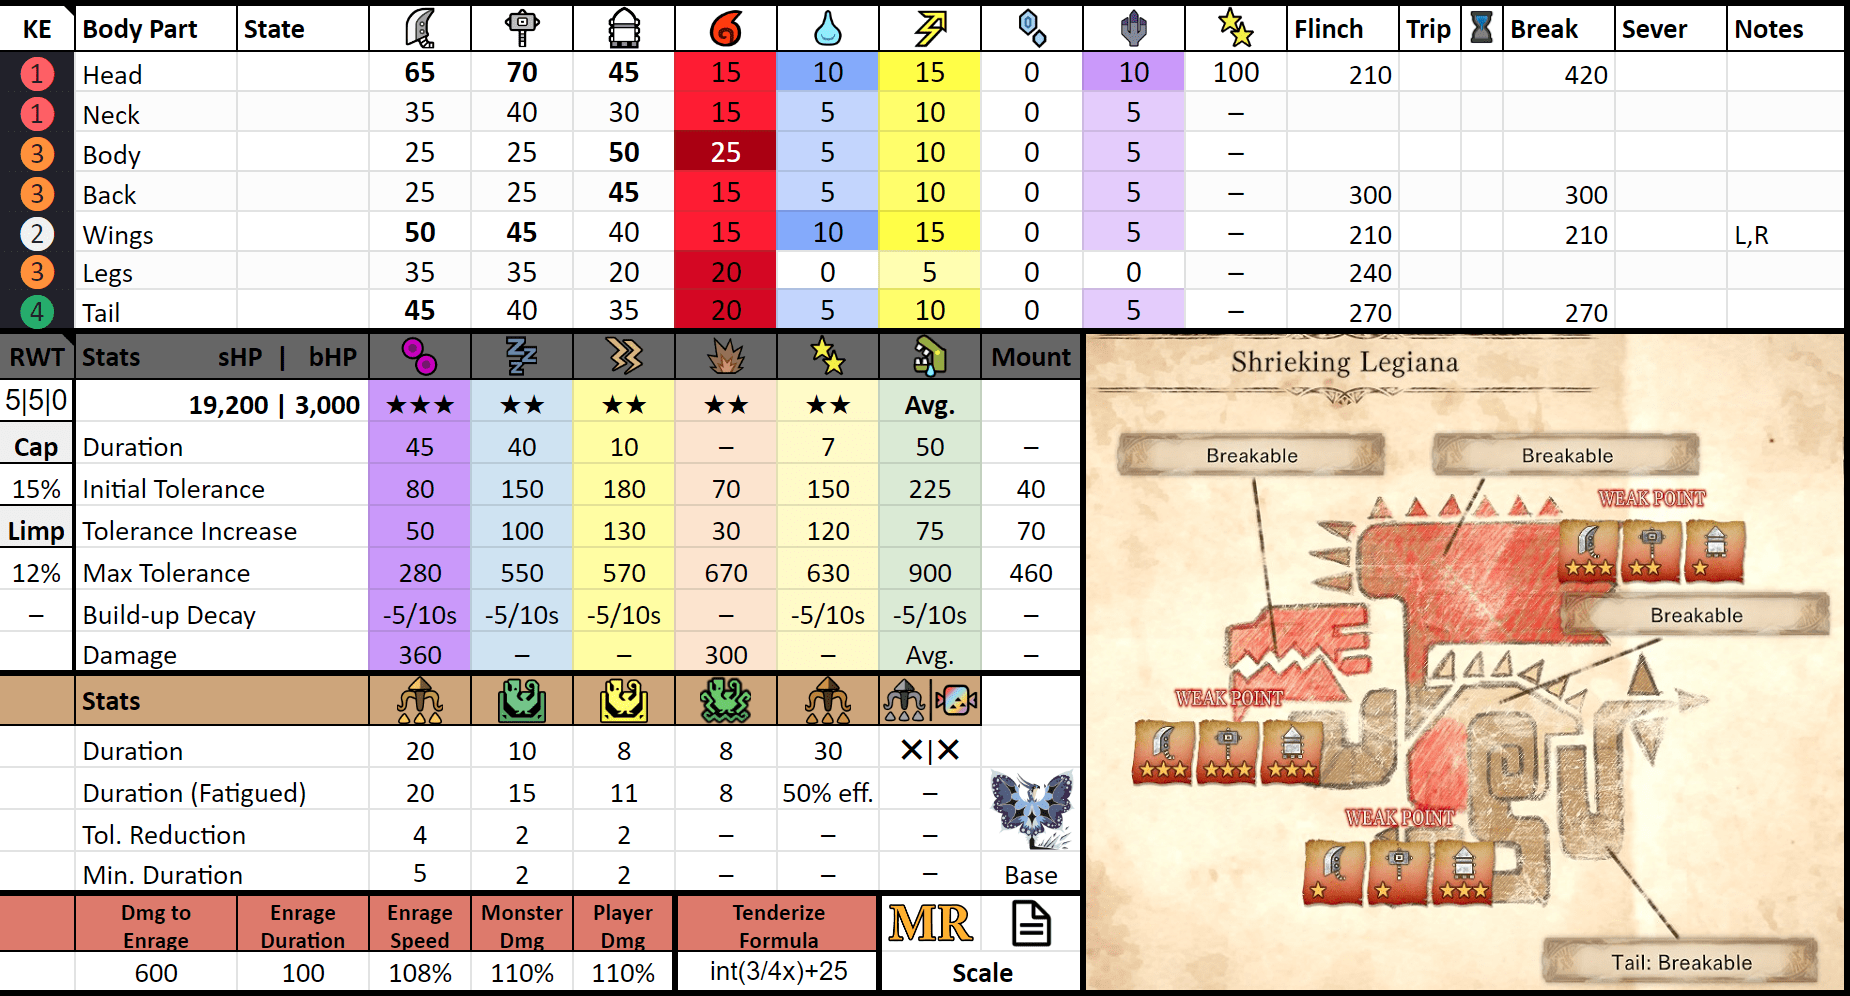 KE Body Part State Flinch Trip Break Sever Notes
1 Head 65 70 45 15 10 15 0 10 100 210 420
1 Neck 35 40 30 15 5 10 0 5 –
3 Body 25 25 50 25 5 10 0 5 –
3 Back 25 25 45 15 5 10 0 5 – 300 300
2 Wings 50 45 40 15 10 15 0 5 – 210 210 L,R
3 Legs 35 35 20 20 0 5 0 0 – 240
4 Tail 45 40 35 20 5 10 0 5 – 270 270
RWT Stats sHP | bHP Mount
5|5|0 19,200 | 3,000 ★★★ ★★ ★★ ★★ ★★ Avg.
Cap Duration 45 40 10 – 7 50 –
15% Initial Tolerance 80 150 180 70 150 225 40
Limp Tolerance Increase 50 100 130 30 120 75 70
12% Max Tolerance 280 550 570 670 630 900 460
– Build-up Decay -5/10s -5/10s -5/10s – -5/10s -5/10s –
Damage 360 – – 300 – Avg. –
Stats
Duration 20 10 8 8 30 ✕|✕
Duration (Fatigued) 20 15 11 8 50% eff. –
Tol. Reduction 4 2 2 – – –
Min. Duration 5 2 2 – – – Base
Dmg to Enrage Enrage Monster Player Tenderize MR
Enrage Duration Speed Dmg Dmg Formula
600 100 108% 110% 110% int(3/4x)+25 Scale
Shrieking Legiana
Breakable Breakable
WEAK POINT
★★★ ★★ ★
Breakable
WEAK POINT
★★★ ★★★ ★★★
WEAK POINT
★ ★ ★★★
Tail: Breakable